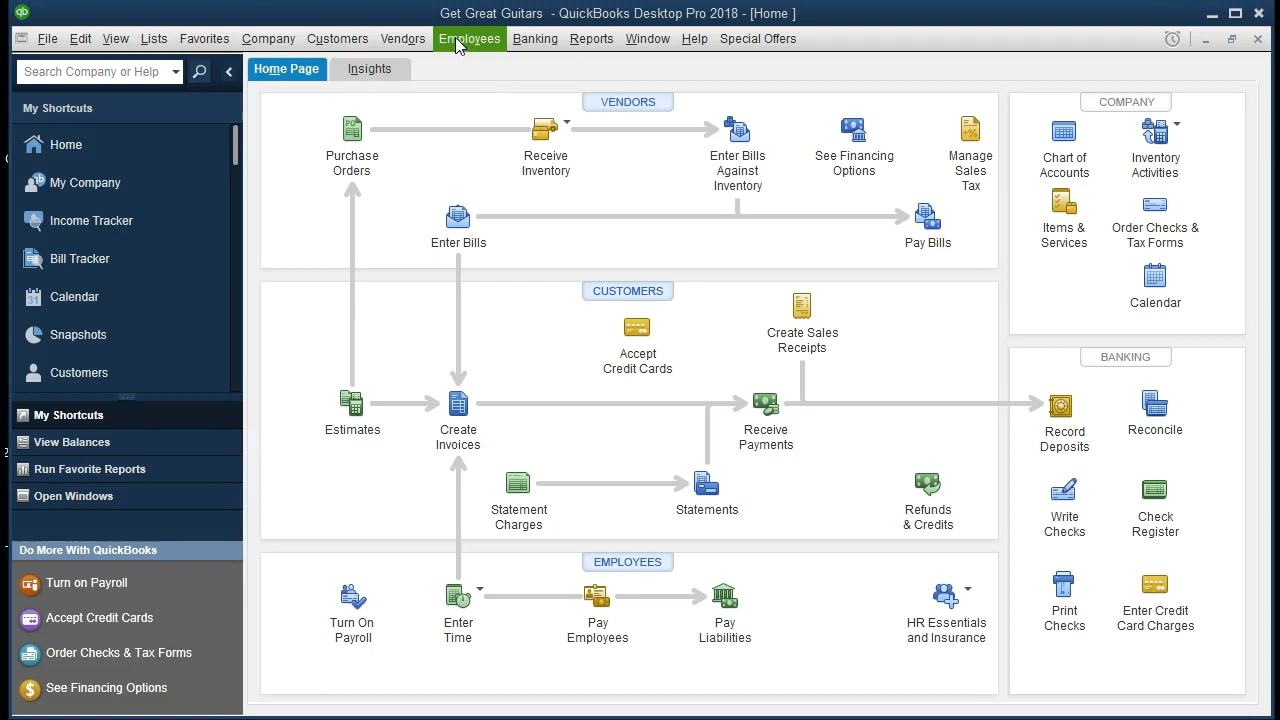 qb
Get Great Guitars - QuickBooks Desktop Pro 2018 - [Home ]
File Edit View Lists Favorites Company Customers Vendors Employees Banking Reports Window Help Special Offers
Search Company or Help
Home Page Insights
My Shortcuts
Home
My Company
Income Tracker
Bill Tracker
31 Calendar
Snapshots
Customers
My Shortcuts
View Balances
Run Favorite Reports
Open Windows
Do More With QuickBooks
Turn on Payroll
Accept Credit Cards
Order Checks & Tax Forms
$ See Financing Options
VENDORS
Purchase
Orders
Receive
Inventory
Enter Bills
Against
Inventory
See Financing
Options
Manage
Sales
Tax
Enter Bills
Pay Bills
CUSTOMERS
Accept
Credit Cards
Create Sales
Receipts
Estimates
Create
Invoices
Receive
Payments
Statement
Charges
Statements
Refunds
& Credits
EMPLOYEES
Turn On
Payroll
Enter
Time
Pay
Employees
Pay
Liabilities
HR Essentials
and Insurance
COMPANY
Chart of
Accounts
Inventory
Activities
Items &
Services
Order Checks &
Tax Forms
Calendar
BANKING
Record
Deposits
Reconcile
Write
Checks
Check
Register
Print
Checks
Enter Credit
Card Charges